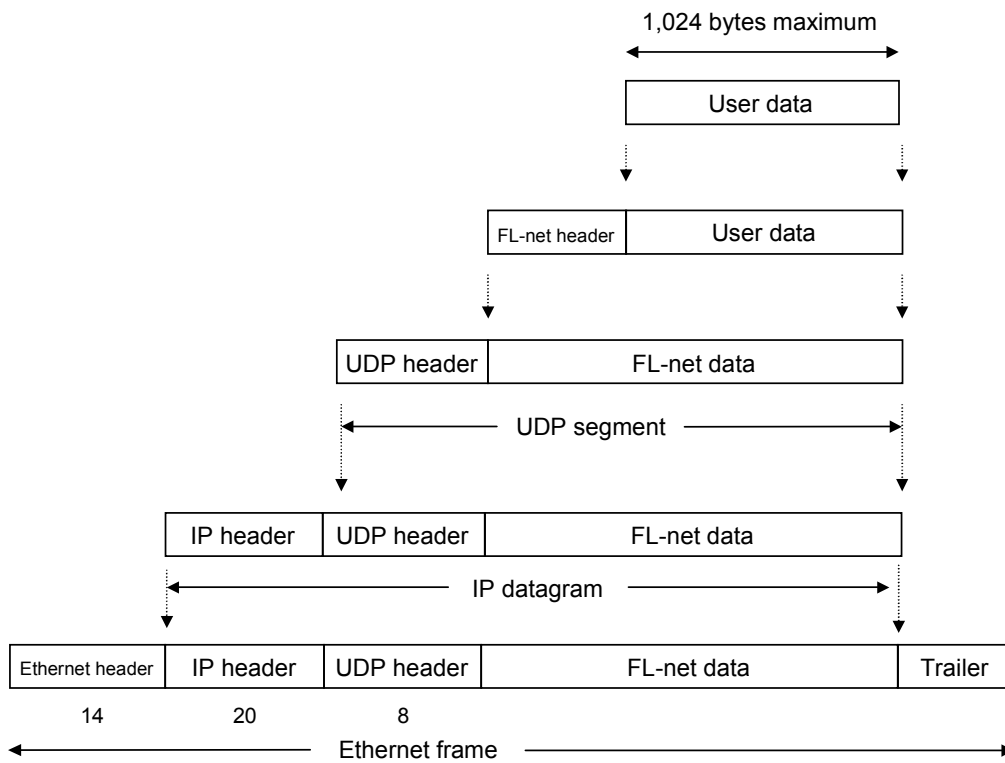 1,024 bytes maximum
User data
FL-net header User data
UDP header FL-net data
UDP segment
IP header UDP header FL-net data
IP datagram
Ethernet header IP header UDP header FL-net data Trailer
14 20 8
Ethernet frame